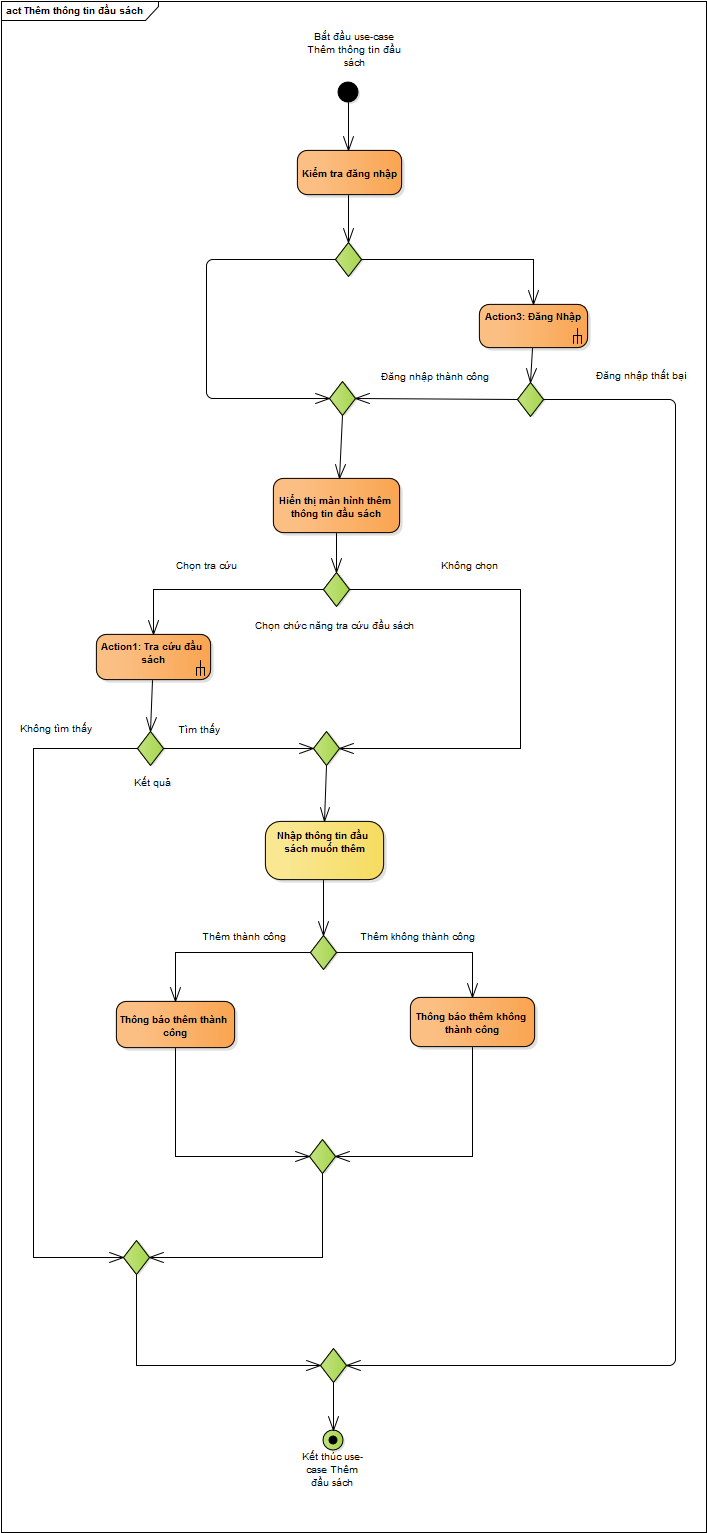 act Thêm thông tin đầu sách
Bắt đầu use-case
Thêm thông tin đầu
sách
Kiểm tra đăng nhập
Action3: Đăng Nhập
Đăng nhập thành công
Đăng nhập thất bại
Hiển thị màn hình thêm
thông tin đầu sách
Chọn tra cứu
Không chọn
Chọn chức năng tra cứu đầu sách
Action1: Tra cứu đầu
sách
Không tìm thấy
Tìm thấy
Kết quả
Nhập thông tin đầu
sách muốn thêm
Thêm thành công
Thêm không thành công
Thông báo thêm thành
công
Thông báo thêm không
thành công
Kết thúc use-
case Thêm
đầu sách